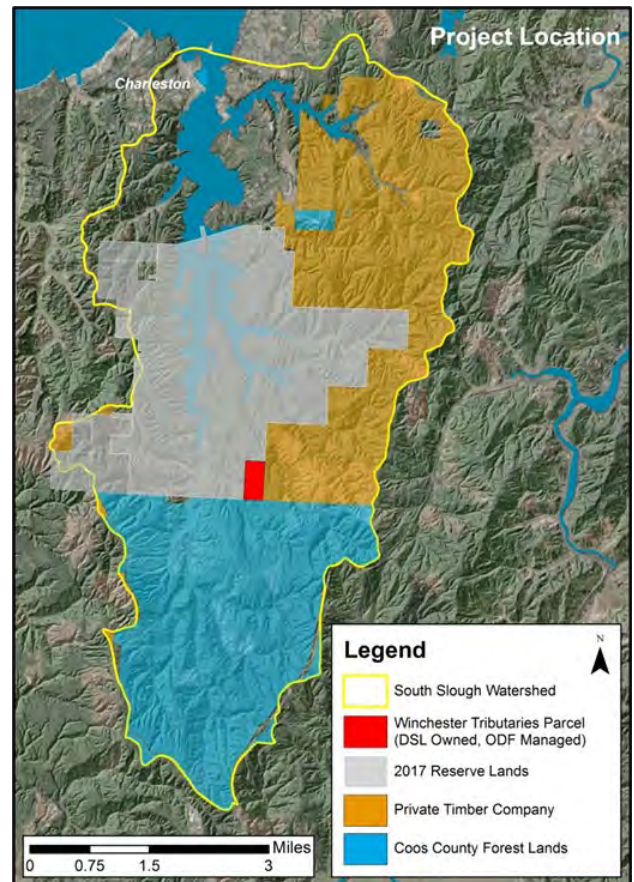 Project Location
Charleston
Legend
N
South Slough Watershed
Winchester Tributaries Parcel
(DSL Owned, ODF Managed)
2017 Reserve Lands
Private Timber Company
Coos County Forest Lands
Miles
0 0.75 1.5 3